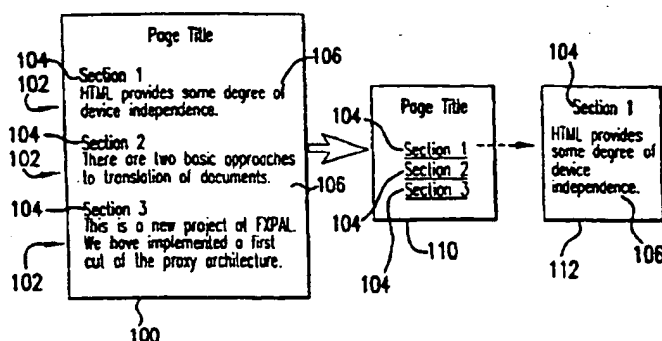 Page Title
104
Section 1
106
HTML provides some degree of
device independence.
102
104
Section 2
There are two basic approaches
to translation of documents.
102
106
104
Section 3
This is a new project at FXPAL.
We have implemented a first
cut of the proxy architecture.
102
100
Page Title
104
Section 1
104
Section 2
Section 3
104
110
104
Section 1
HTML provides
some degree of
device
independence.
112
106